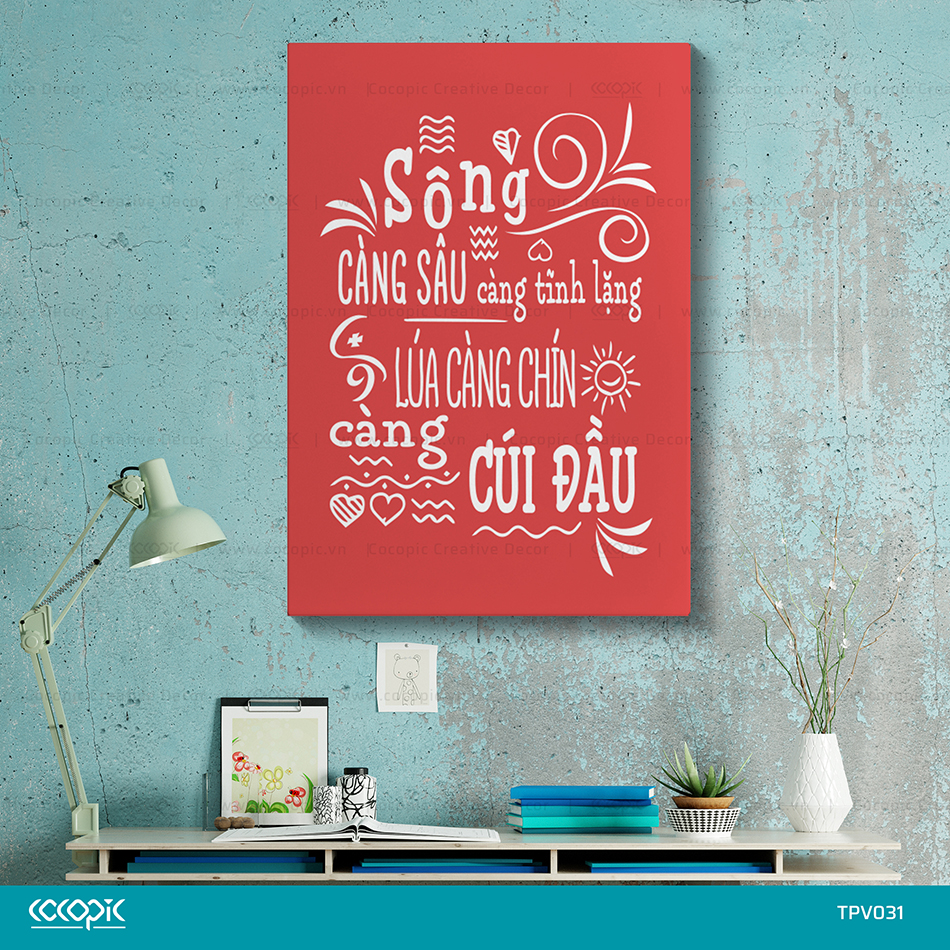 www.cocopic.vn | Cocopic Creative Decor | COCOPIC
Sông
CÀNG SÂU càng tĩnh lặng
LÚA CÀNG CHÍN
càng
CÚI ĐẦU
COCOPIC
TPV031